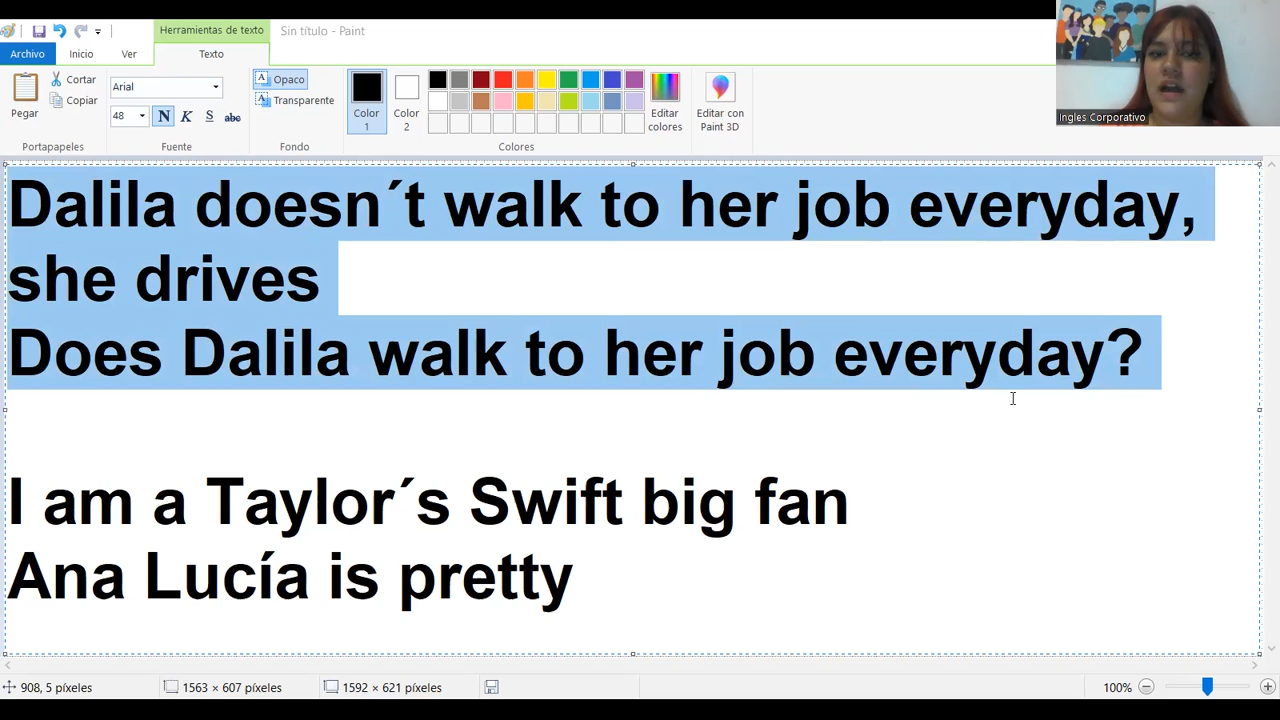 Herramientas de texto
Sin título - Paint
Archivo
Inicio
Ver
Texto
Pegar
Cortar
Copiar
Portapapeles
Arial
48
N K S abc
Fuente
Opaco
Transparente
Fondo
Color 1
Color 2
Editar colores
Colores
Editar con Paint 3D
Ingles Corporativo
Dalila doesn´t walk to her job everyday,
she drives
Does Dalila walk to her job everyday?
I am a Taylor´s Swift big fan
Ana Lucía is pretty
908, 5 píxeles
1563 × 607 píxeles
1592 × 621 píxeles
100%